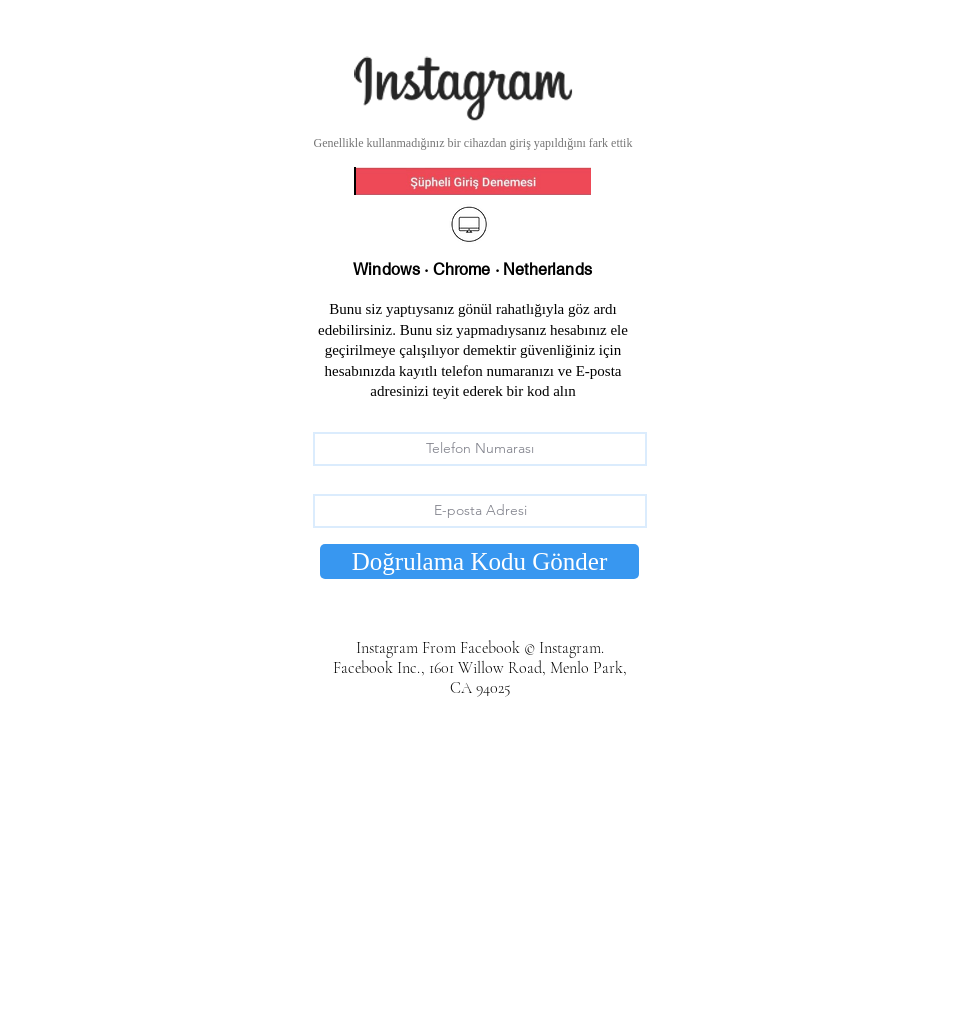 Instagram
Genellikle kullanmadığınız bir cihazdan giriş yapıldığını fark ettik
Şüpheli Giriş Denemesi
Windows · Chrome · Netherlands
Bunu siz yaptıysanız gönül rahatlığıyla göz ardı
edebilirsiniz. Bunu siz yapmadıysanız hesabınız ele
geçirilmeye çalışılıyor demektir güvenliğiniz için
hesabınızda kayıtlı telefon numaranızı ve E-posta
adresinizi teyit ederek bir kod alın
Telefon Numarası
E-posta Adresi
Doğrulama Kodu Gönder
Instagram From Facebook © Instagram.
Facebook Inc., 1601 Willow Road, Menlo Park,
CA 94025